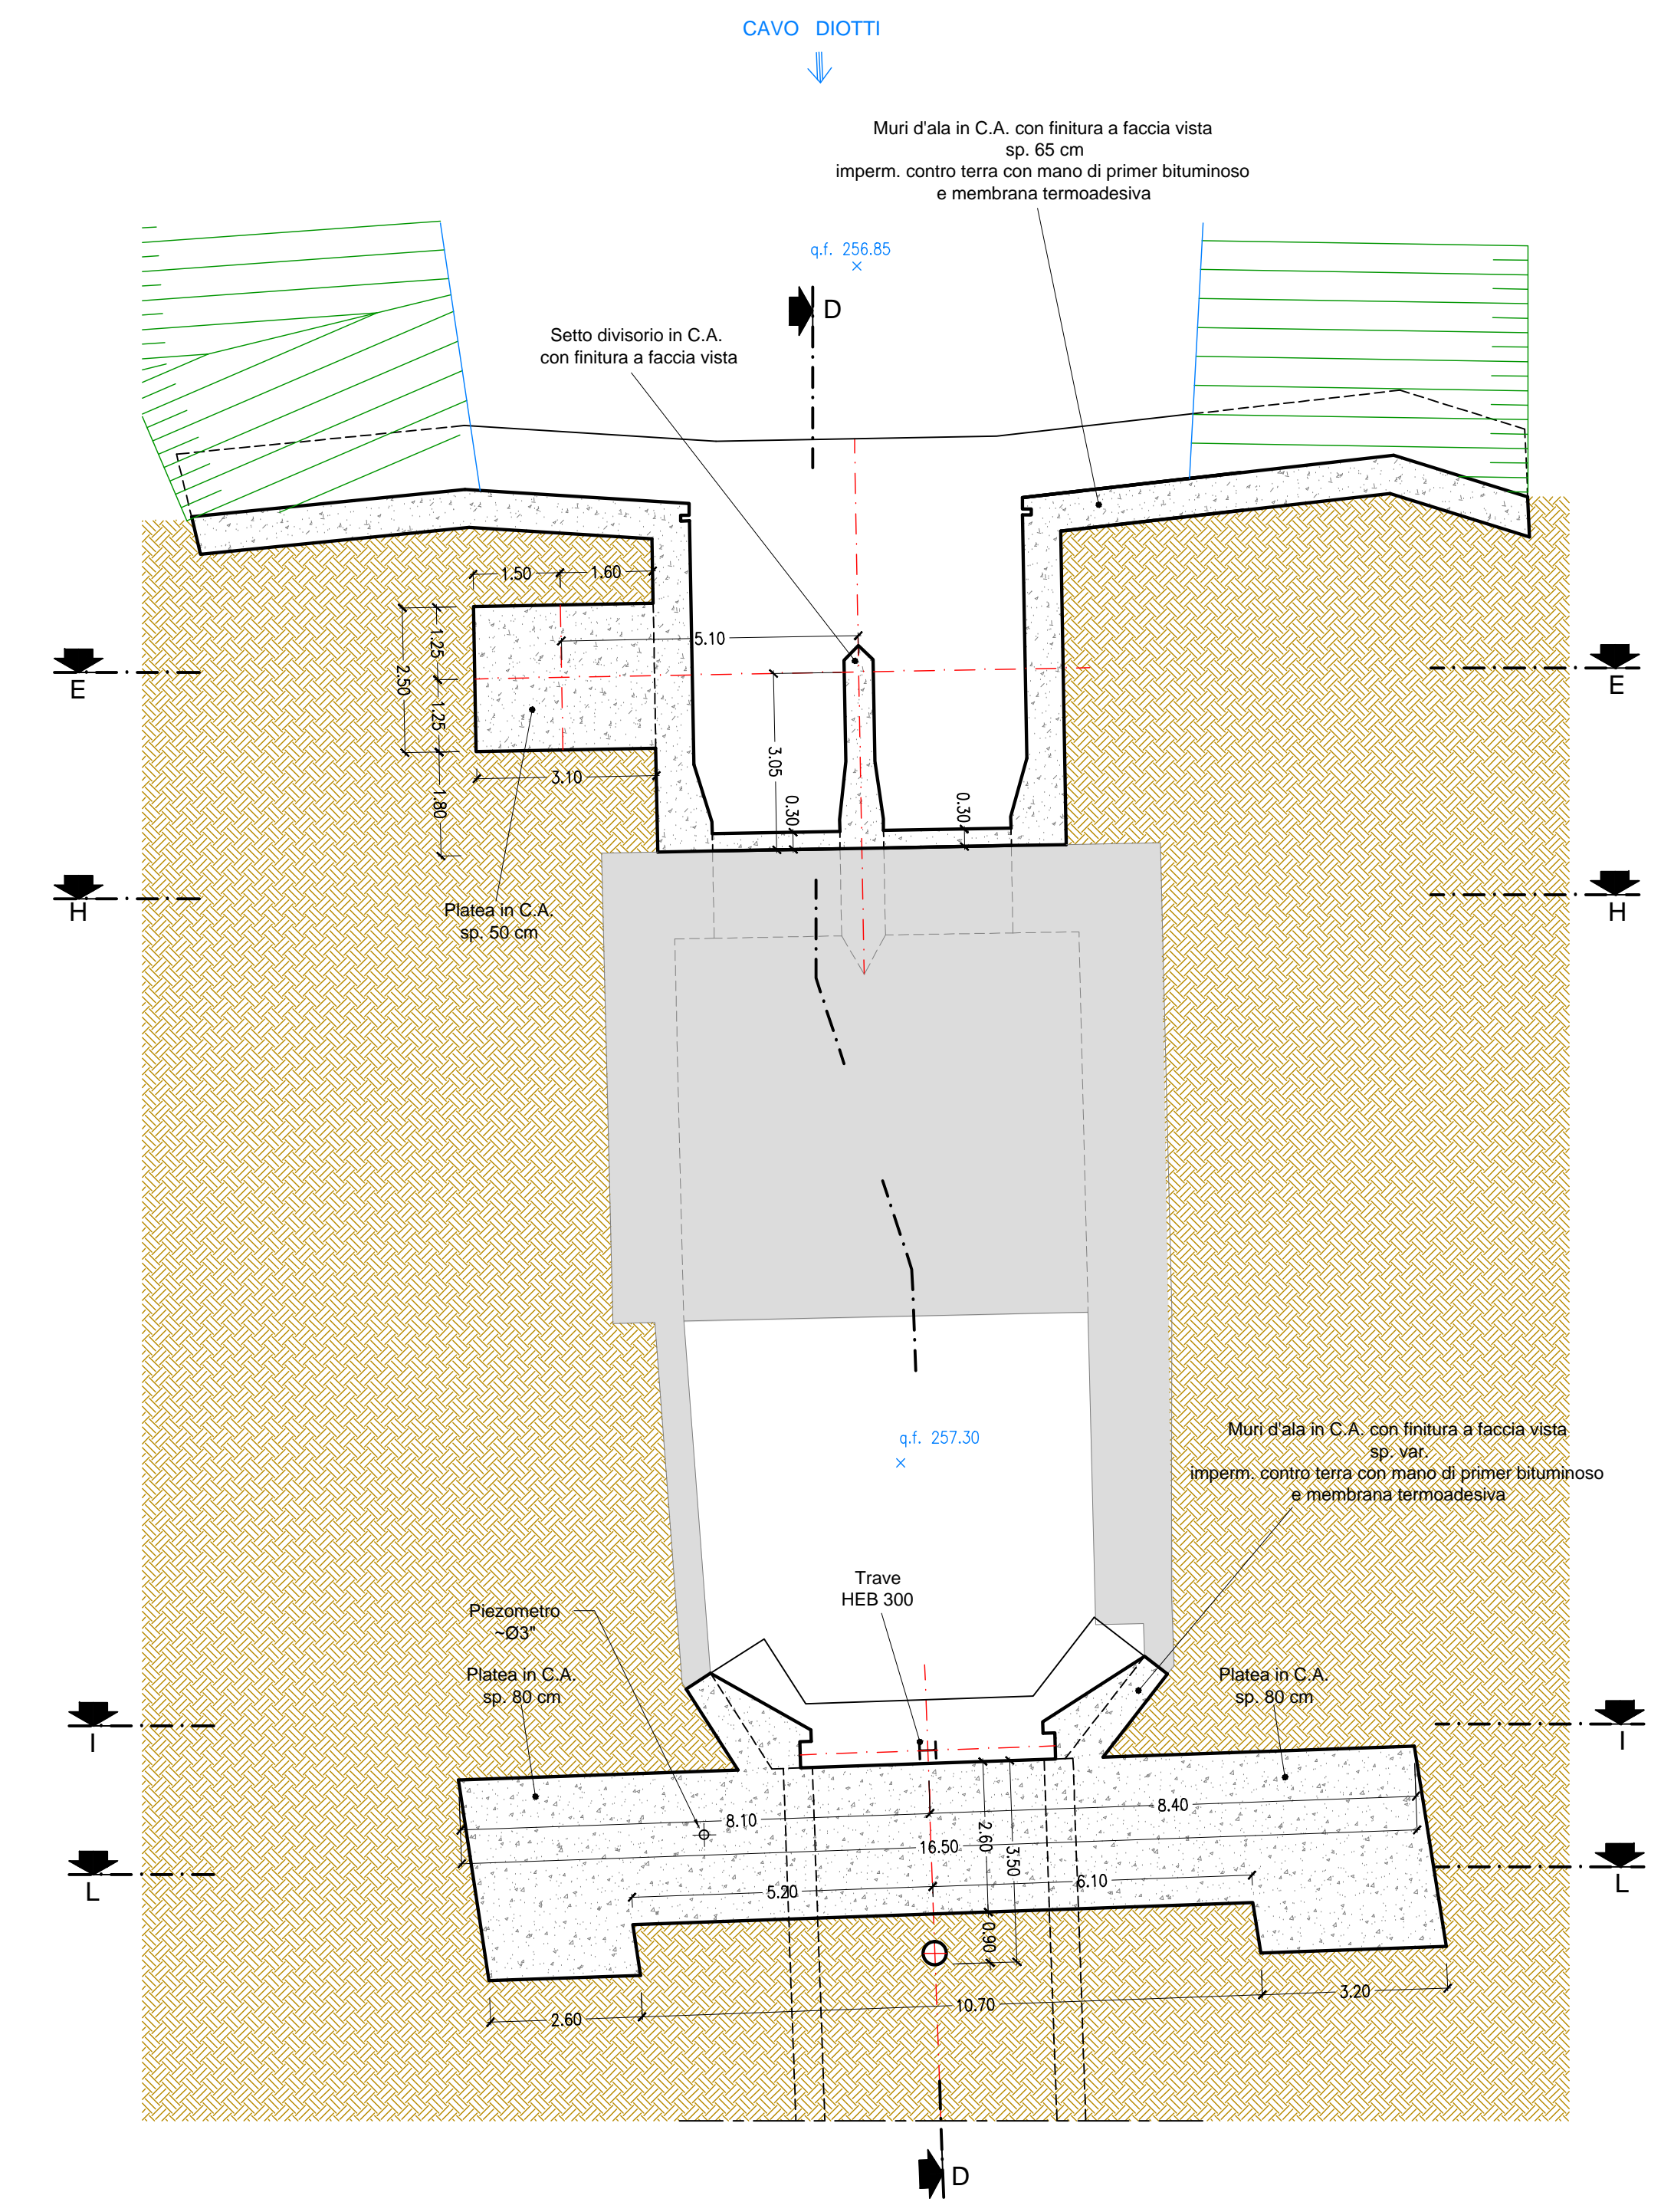 CAVO DIOTTI
Muri d'ala in C.A. con finitura a faccia vista
sp. 65 cm
imperm. contro terra con mano di primer bituminoso
e membrana termoadesiva
q.f. 256.85
D
Setto divisorio in C.A.
con finitura a faccia vista
1.50
1.60
5.10
1.25
2.50
1.25
3.05
3.10
1.80
0.30
0.30
E
E
H
H
Platea in C.A.
sp. 50 cm
q.f. 257.30
Muri d'ala in C.A. con finitura a faccia vista
sp. var.
imperm. contro terra con mano di primer bituminoso
e membrana termoadesiva
Trave
HEB 300
Piezometro
~Ø3"
Platea in C.A.
sp. 80 cm
Platea in C.A.
sp. 80 cm
I
I
8.10
8.40
16.50
2.60
3.50
5.20
6.10
0.90
L
L
2.60
10.70
3.20
D